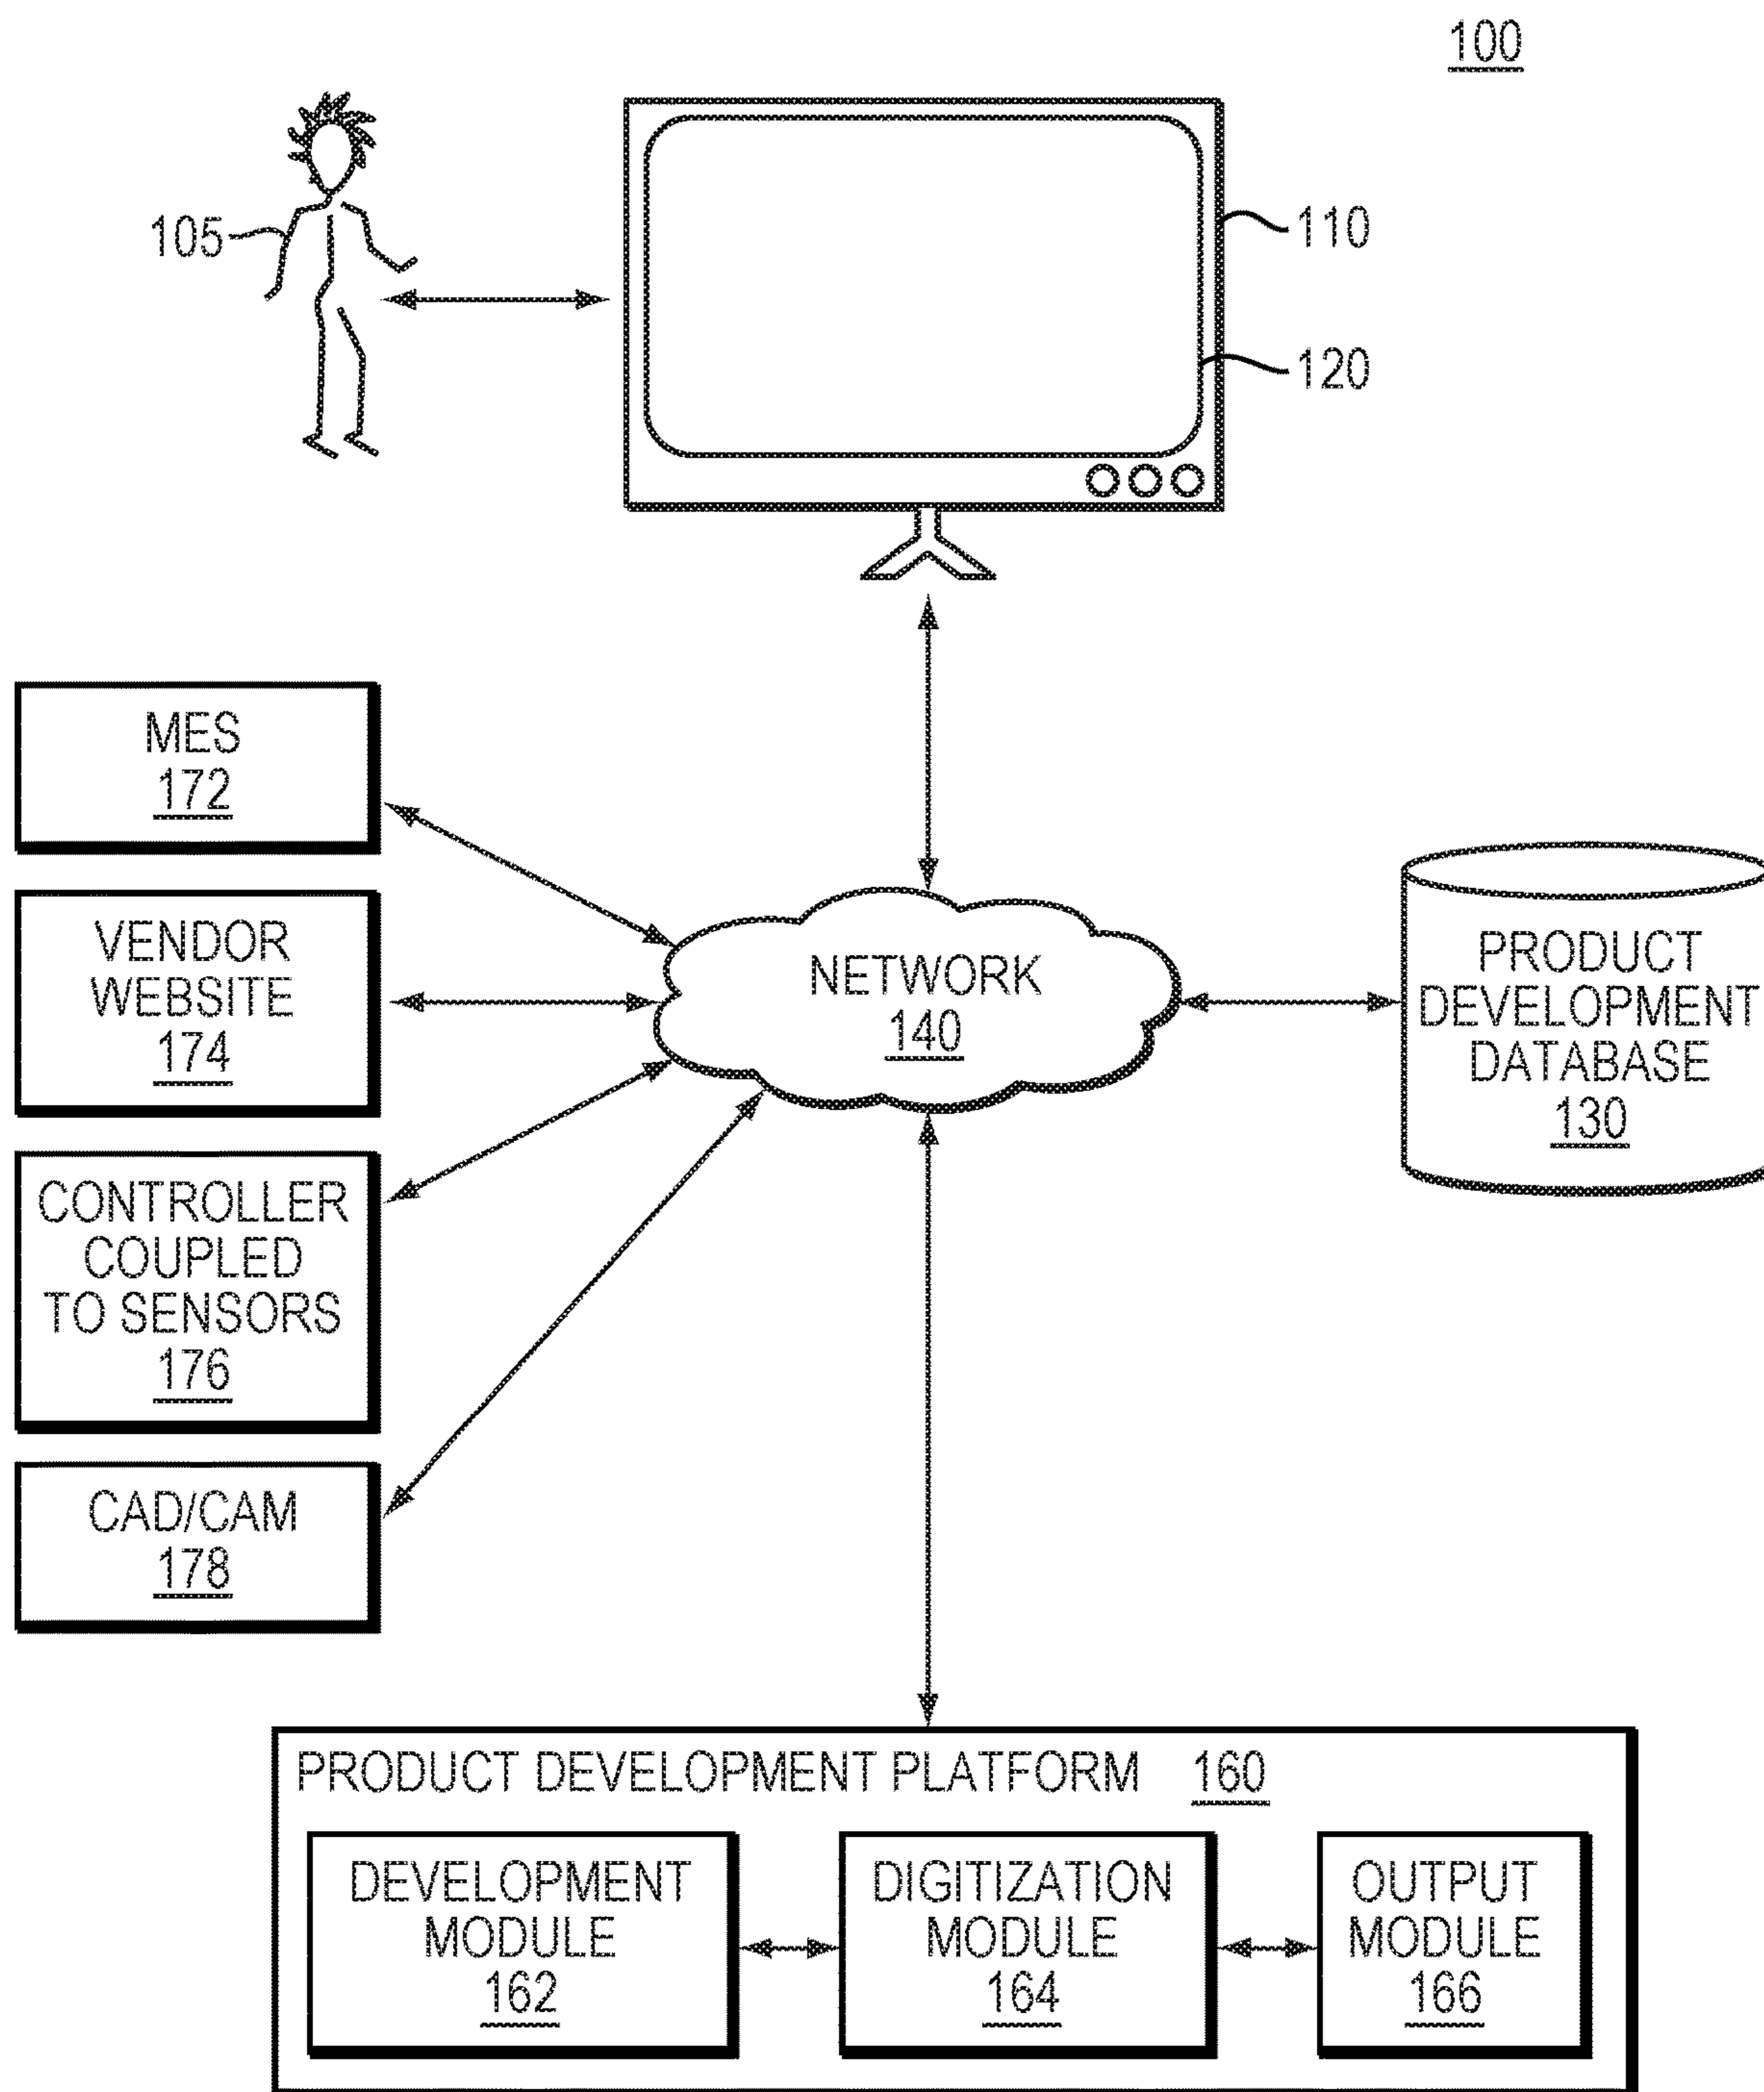 100
105
110
120
MES
172
VENDOR
WEBSITE
174
CONTROLLER
COUPLED
TO SENSORS
176
CAD/CAM
178
NETWORK
140
PRODUCT
DEVELOPMENT
DATABASE
130
PRODUCT DEVELOPMENT PLATFORM 160
DEVELOPMENT
MODULE
162
DIGITIZATION
MODULE
164
OUTPUT
MODULE
166